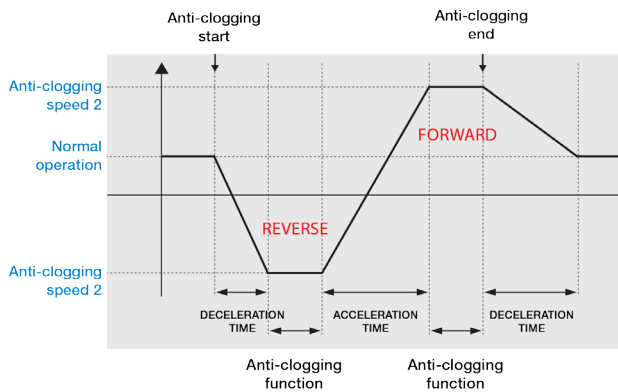 Anti-clogging
start
Anti-clogging
end
Anti-clogging
speed 2
Normal
operation
FORWARD
REVERSE
Anti-clogging
speed 2
DECELERATION
TIME
ACCELERATION
TIME
DECELERATION
TIME
Anti-clogging
function
Anti-clogging
function